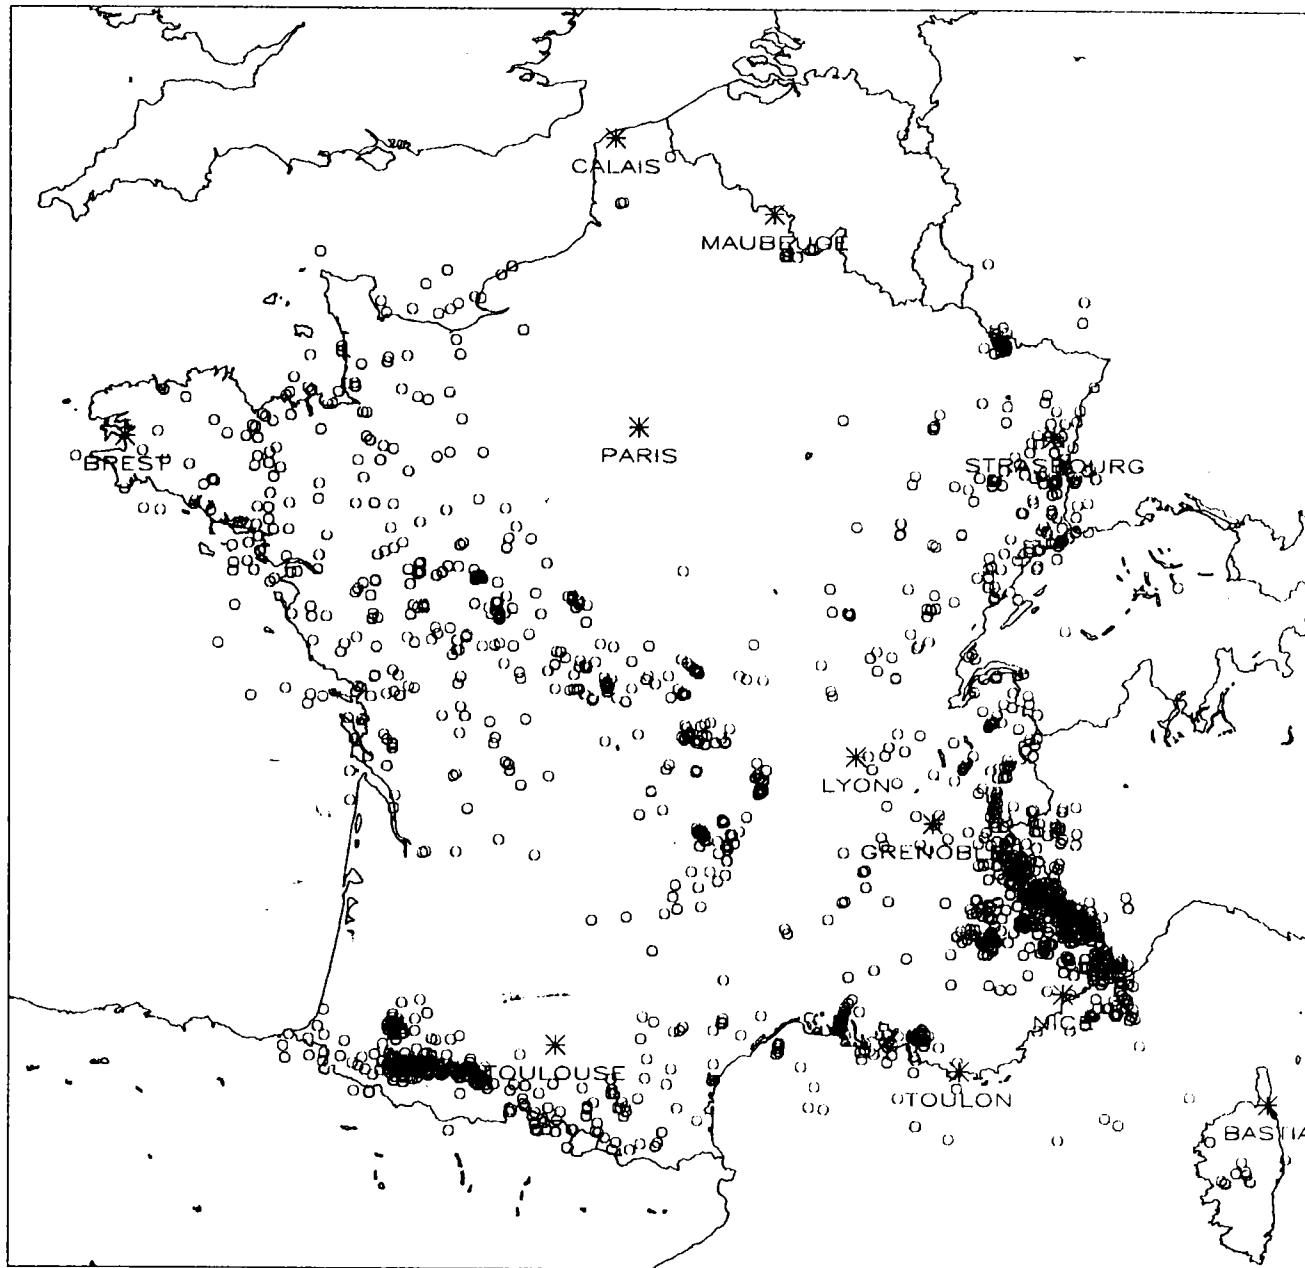 CALAIS
MAUBEUGE
PARIS
BREST
STRASBOURG
LYON
GRENOBLE
NICE
TOULOUSE
TOULON
BASTIA